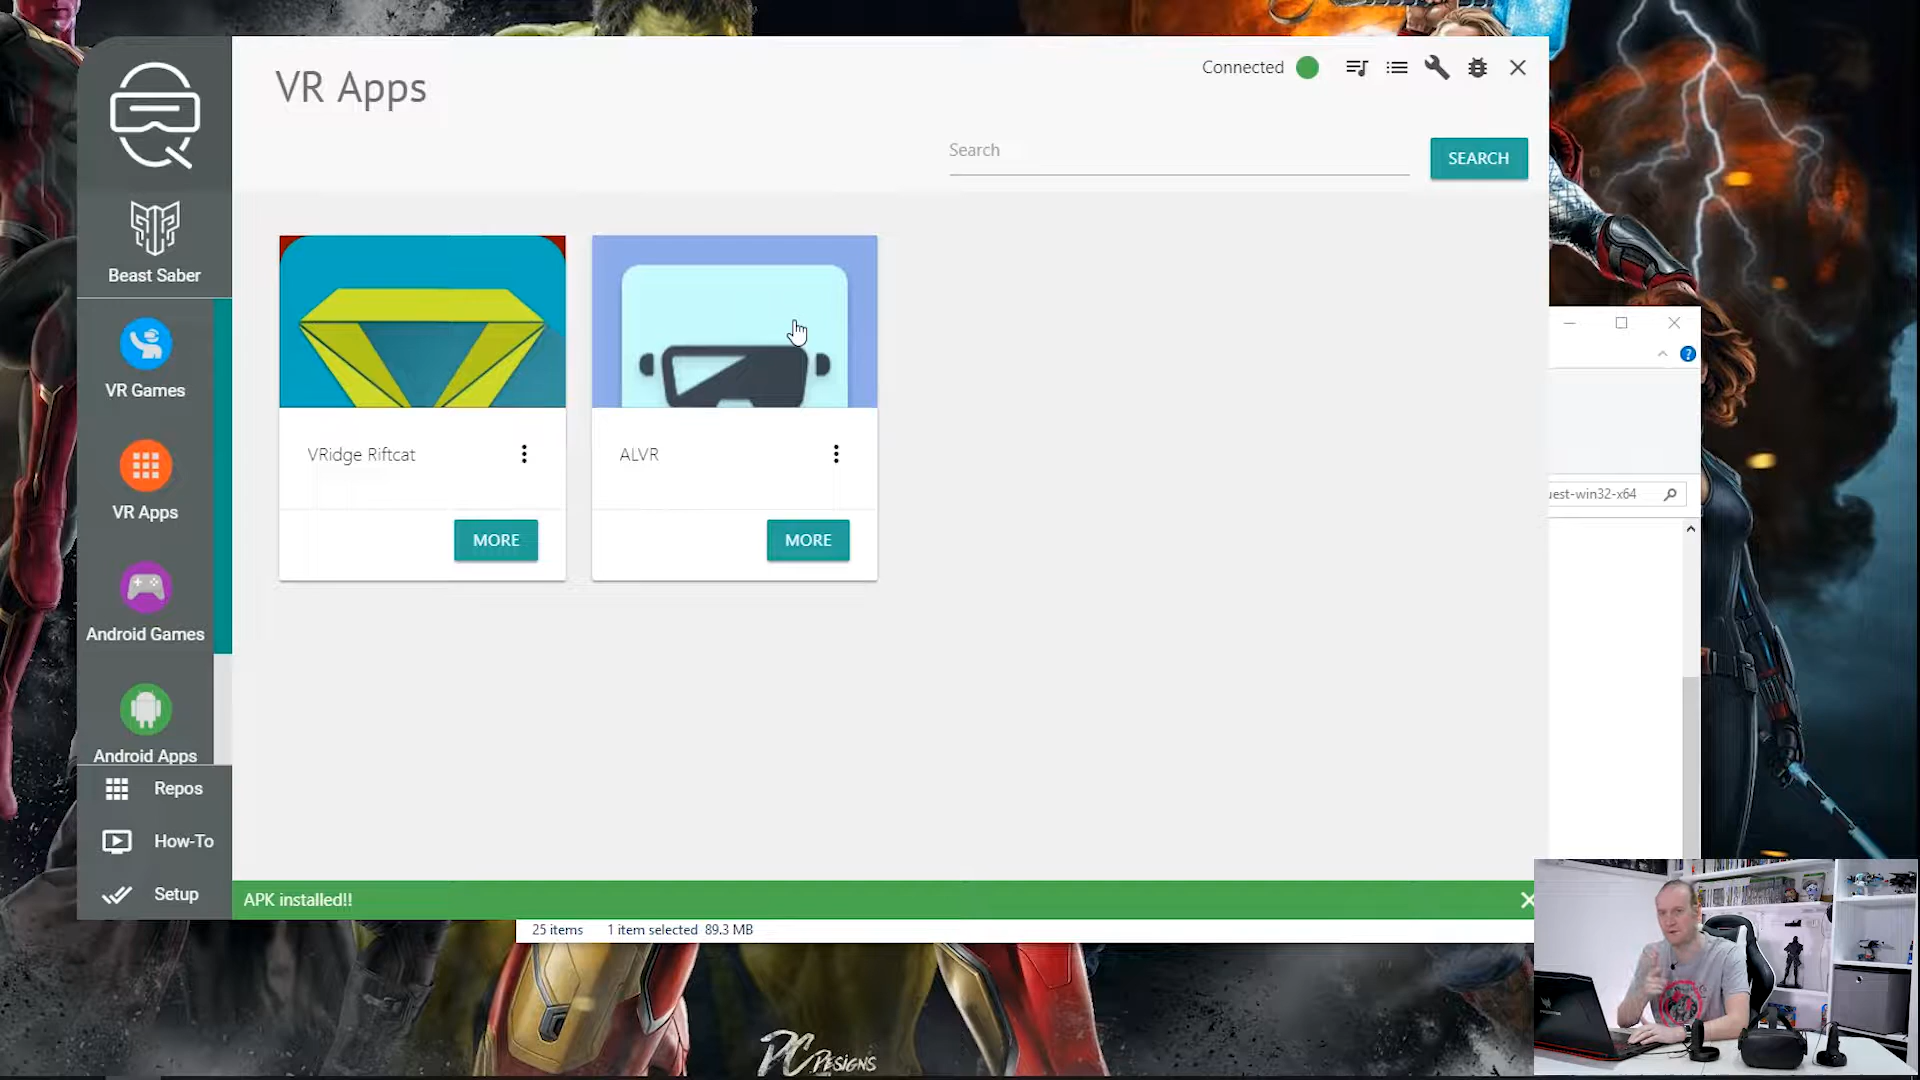 VR Apps
Connected
Search
SEARCH
Beast Saber
VR Games
VR Apps
Android Games
Android Apps
Repos
How-To
Setup
VRidge Riftcat
MORE
ALVR
MORE
uest-win32-x64
APK installed!!
25 items
1 item selected 89.3 MB
PC DESIGNS